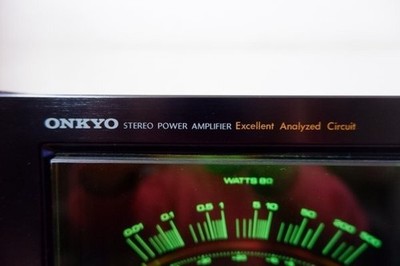 ONKYO STEREO POWER AMPLIFIER Excellent Analyzed Circuit
WATTS 8Ω
0.01 0.1 0.5 1 5 10 50 200 500